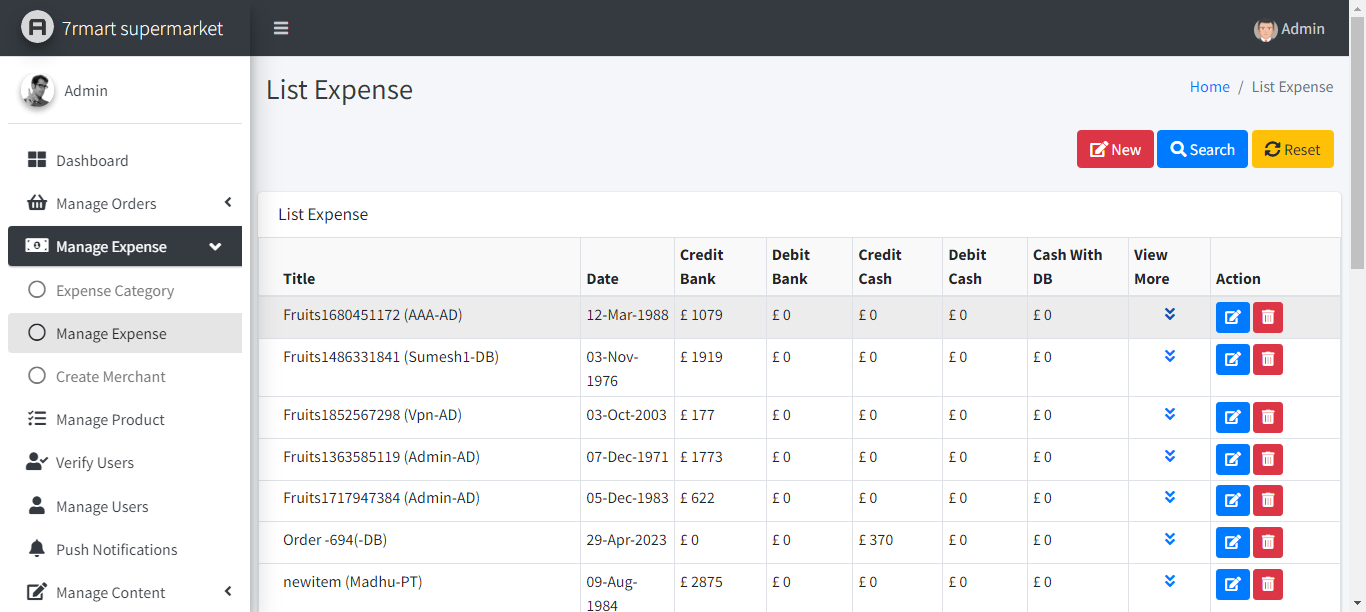 7rmart supermarket
Admin
Admin
Dashboard
Manage Orders
Manage Expense
Expense Category
Manage Expense
Create Merchant
Manage Product
Verify Users
Manage Users
Push Notifications
Manage Content
List Expense
Home / List Expense
New Search Reset
List Expense
Title Date Credit Bank Debit Bank Credit Cash Debit Cash Cash With DB View More Action
Fruits1680451172 (AAA-AD) 12-Mar-1988 £ 1079 £ 0 £ 0 £ 0 £ 0
Fruits1486331841 (Sumesh1-DB) 03-Nov-1976 £ 1919 £ 0 £ 0 £ 0 £ 0
Fruits1852567298 (Vpn-AD) 03-Oct-2003 £ 177 £ 0 £ 0 £ 0 £ 0
Fruits1363585119 (Admin-AD) 07-Dec-1971 £ 1773 £ 0 £ 0 £ 0 £ 0
Fruits1717947384 (Admin-AD) 05-Dec-1983 £ 622 £ 0 £ 0 £ 0 £ 0
Order -694(-DB) 29-Apr-2023 £ 0 £ 0 £ 370 £ 0 £ 0
newitem (Madhu-PT) 09-Aug-1984 £ 2875 £ 0 £ 0 £ 0 £ 0